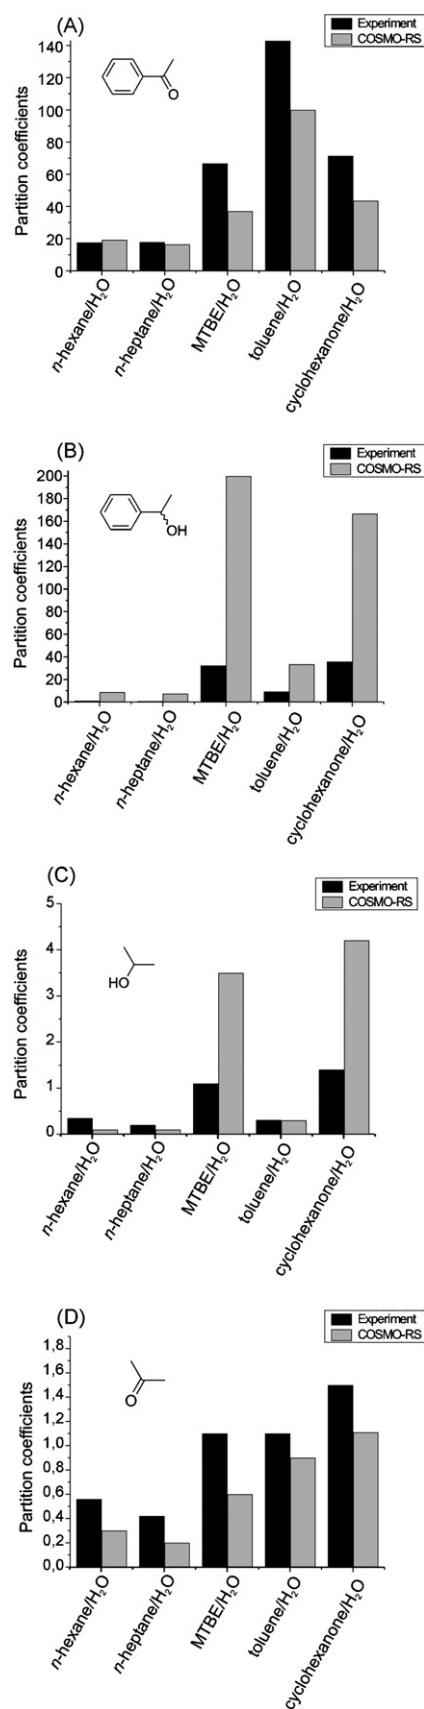 (A)
Experiment
COSMO-RS
Partition coefficients
140
120
100
80
60
40
20
0
O
n-hexane/H₂O
n-heptane/H₂O
MTBE/H₂O
toluene/H₂O
cyclohexanone/H₂O
(B)
Experiment
COSMO-RS
Partition coefficients
200
180
160
140
120
100
80
60
40
20
0
OH
n-hexane/H₂O
n-heptane/H₂O
MTBE/H₂O
toluene/H₂O
cyclohexanone/H₂O
(C)
Experiment
COSMO-RS
Partition coefficients
5
4
3
2
1
0
HO
n-hexane/H₂O
n-heptane/H₂O
MTBE/H₂O
toluene/H₂O
cyclohexanone/H₂O
(D)
Experiment
COSMO-RS
Partition coefficients
1,8
1,6
1,4
1,2
1,0
0,8
0,6
0,4
0,2
0,0
O
n-hexane/H₂O
n-heptane/H₂O
MTBE/H₂O
toluene/H₂O
cyclohexanone/H₂O